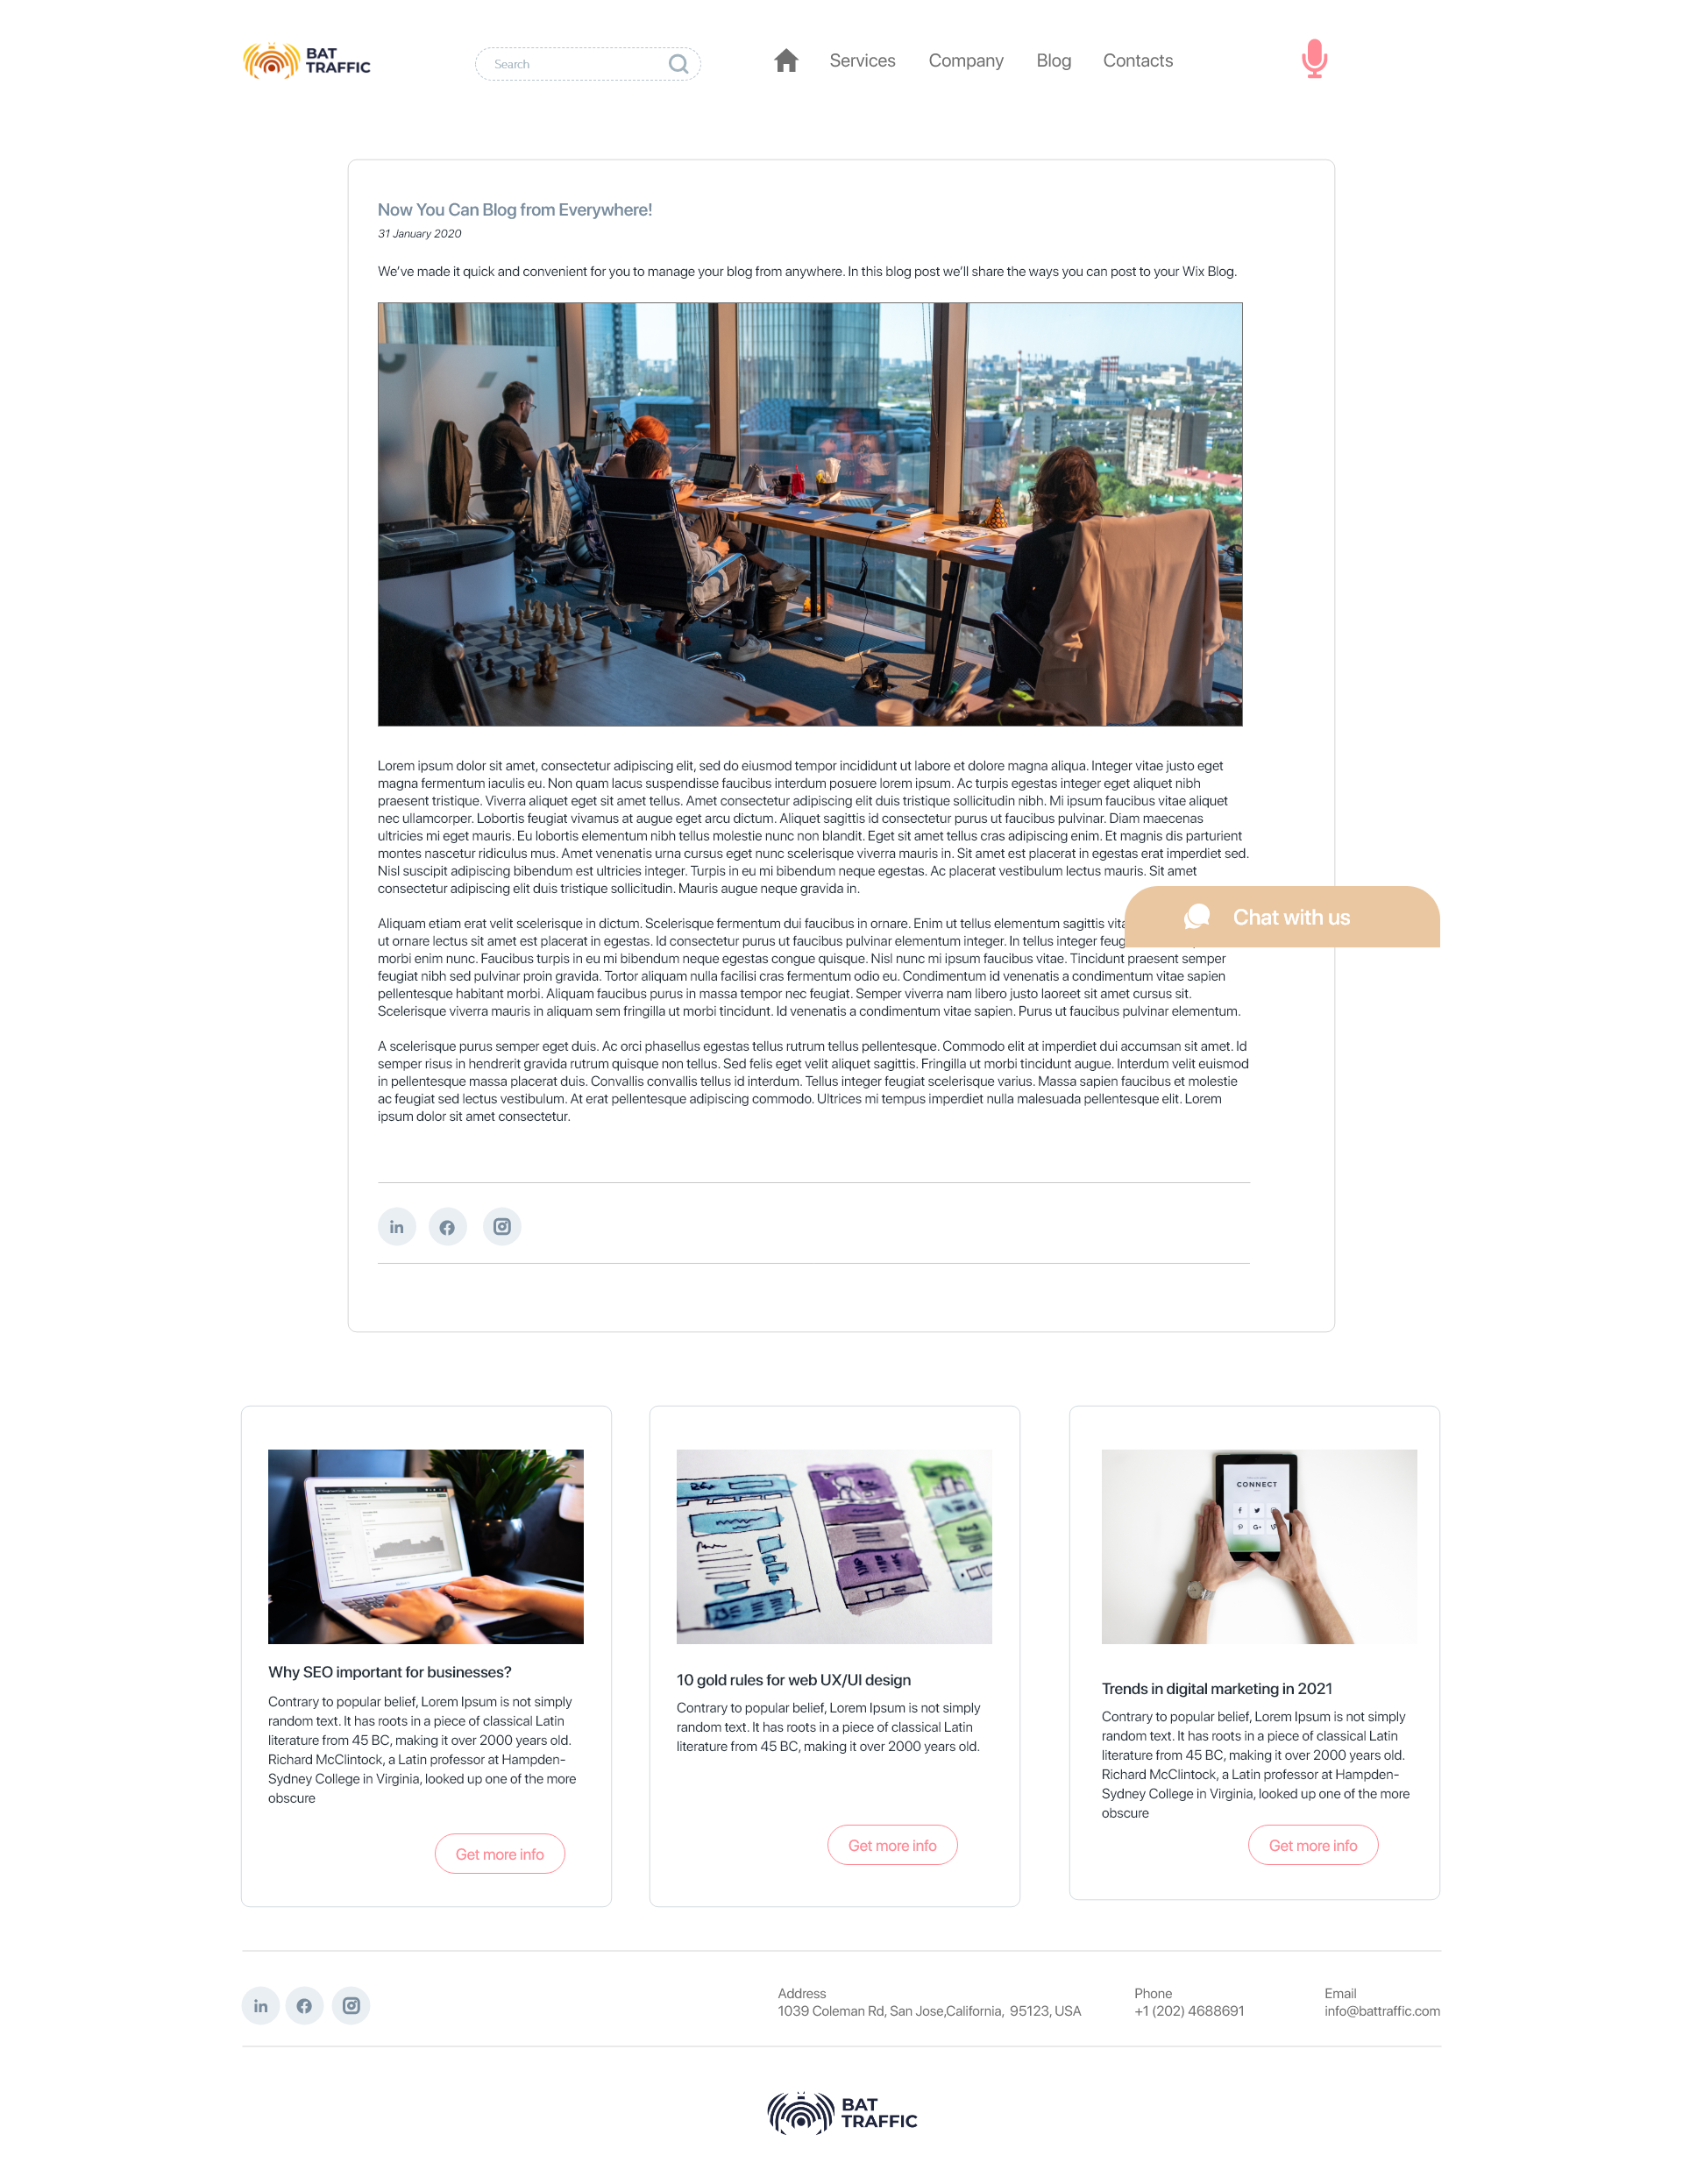 BAT
TRAFFIC
Search
Services Company Blog Contacts
Now You Can Blog from Everywhere!
31 January 2020
We’ve made it quick and convenient for you to manage your blog from anywhere. In this blog post we’ll share the ways you can post to your Wix Blog.
Lorem ipsum dolor sit amet, consectetur adipiscing elit, sed do eiusmod tempor incididunt ut labore et dolore magna aliqua. Integer vitae justo eget
magna fermentum iaculis eu. Non quam lacus suspendisse faucibus interdum posuere lorem ipsum. Ac turpis egestas integer eget aliquet nibh
praesent tristique. Viverra aliquet eget sit amet tellus. Amet consectetur adipiscing elit duis tristique sollicitudin nibh. Mi ipsum faucibus vitae aliquet
nec ullamcorper. Lobortis feugiat vivamus at augue eget arcu dictum. Aliquet sagittis id consectetur purus ut faucibus pulvinar. Diam maecenas
ultricies mi eget mauris. Eu lobortis elementum nibh tellus molestie nunc non blandit. Eget sit amet tellus cras adipiscing enim. Et magnis dis parturient
montes nascetur ridiculus mus. Amet venenatis urna cursus eget nunc scelerisque viverra mauris in. Sit amet est placerat in egestas erat imperdiet sed.
Nisl suscipit adipiscing bibendum est ultricies integer. Turpis in eu mi bibendum neque egestas. Ac placerat vestibulum lectus mauris. Sit amet
consectetur adipiscing elit duis tristique sollicitudin. Mauris augue neque gravida in.
Chat with us
Aliquam etiam erat velit scelerisque in dictum. Scelerisque fermentum dui faucibus in ornare. Enim ut tellus elementum sagittis
ut ornare lectus sit amet est placerat in egestas. Id consectetur purus ut faucibus pulvinar elementum integer. In tellus integer
morbi enim nunc. Faucibus turpis in eu mi bibendum neque egestas congue quisque. Nisl nunc mi ipsum faucibus vitae. Tincidunt praesent semper
feugiat nibh sed pulvinar proin gravida. Tortor aliquam nulla facilisi cras fermentum odio eu. Condimentum id venenatis a condimentum vitae sapien
pellentesque habitant morbi. Aliquam faucibus purus in massa tempor nec feugiat. Semper viverra nam libero justo laoreet sit amet cursus sit.
Scelerisque viverra mauris in aliquam sem fringilla ut morbi tincidunt. Id venenatis a condimentum vitae sapien. Purus ut faucibus pulvinar elementum.
A scelerisque purus semper eget duis. Ac orci phasellus egestas tellus rutrum tellus pellentesque. Commodo elit at imperdiet dui accumsan sit amet. Id
semper risus in hendrerit gravida rutrum quisque non tellus. Sed felis eget velit aliquet sagittis. Fringilla ut morbi tincidunt augue. Interdum velit euismod
in pellentesque massa placerat duis. Convallis convallis tellus id interdum. Tellus integer feugiat scelerisque varius. Massa sapien faucibus et molestie
ac feugiat sed lectus vestibulum. At erat pellentesque adipiscing commodo. Ultrices mi tempus imperdiet nulla malesuada pellentesque elit. Lorem
ipsum dolor sit amet consectetur.
Why SEO important for businesses?
Contrary to popular belief, Lorem Ipsum is not simply
random text. It has roots in a piece of classical Latin
literature from 45 BC, making it over 2000 years old.
Richard McClintock, a Latin professor at Hampden-
Sydney College in Virginia, looked up one of the more
obscure
Get more info
10 gold rules for web UX/UI design
Contrary to popular belief, Lorem Ipsum is not simply
random text. It has roots in a piece of classical Latin
literature from 45 BC, making it over 2000 years old.
Get more info
CONNECT
Trends in digital marketing in 2021
Contrary to popular belief, Lorem Ipsum is not simply
random text. It has roots in a piece of classical Latin
literature from 45 BC, making it over 2000 years old.
Richard McClintock, a Latin professor at Hampden-
Sydney College in Virginia, looked up one of the more
obscure
Get more info
Address
1039 Coleman Rd, San Jose,California, 95123, USA
Phone
+1 (202) 4688691
Email
info@battraffic.com
BAT
TRAFFIC